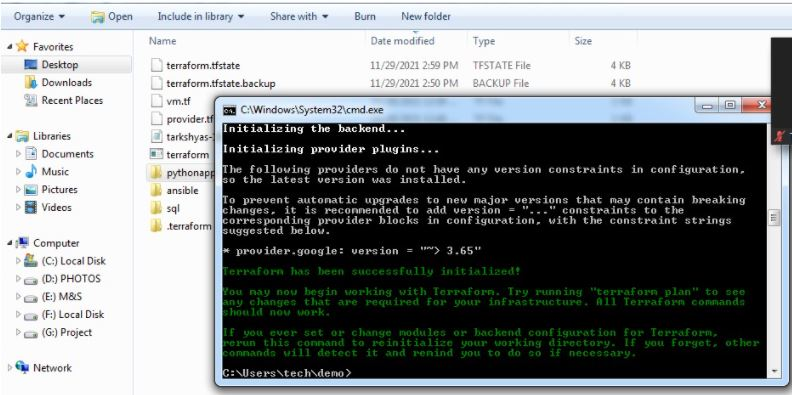 Organize Open Include in library Share with Burn New folder
Name Date modified Type Size
Favorites
Desktop
Downloads
Recent Places
Libraries
Documents
Music
Pictures
Videos
Computer
(C:) Local Disk
(D:) PHOTOS
(E:) M&S
(F:) Local Disk
(G:) Project
Network
terraform.tfstate 11/29/2021 2:59 PM TFSTATE File 4 KB
terraform.tfstate.backup 11/29/2021 2:50 PM BACKUP File 4 KB
vm.tf
provider.tf
terraform
pythonapp
ansible
sql
.terraform
C:\Windows\System32\cmd.exe
Initializing the backend...
Initializing provider plugins...
The following providers do not have any version constraints in configuration,
so the latest version was installed.
To prevent automatic upgrades to new major versions that may contain breaking
changes, it is recommended to add version = "..." constraints to the
corresponding provider blocks in configuration, with the constraint strings
suggested below.
* provider.google: version = "~> 3.65"
Terraform has been successfully initialized!
You may now begin working with Terraform. Try running "terraform plan" to see
any changes that are required for your infrastructure. All Terraform commands
should now work.
If you ever set or change modules or backend configuration for Terraform,
rerun this command to reinitialize your working directory. If you forget, other
commands will detect it and remind you to do so if necessary.
C:\Users\tech\demo>